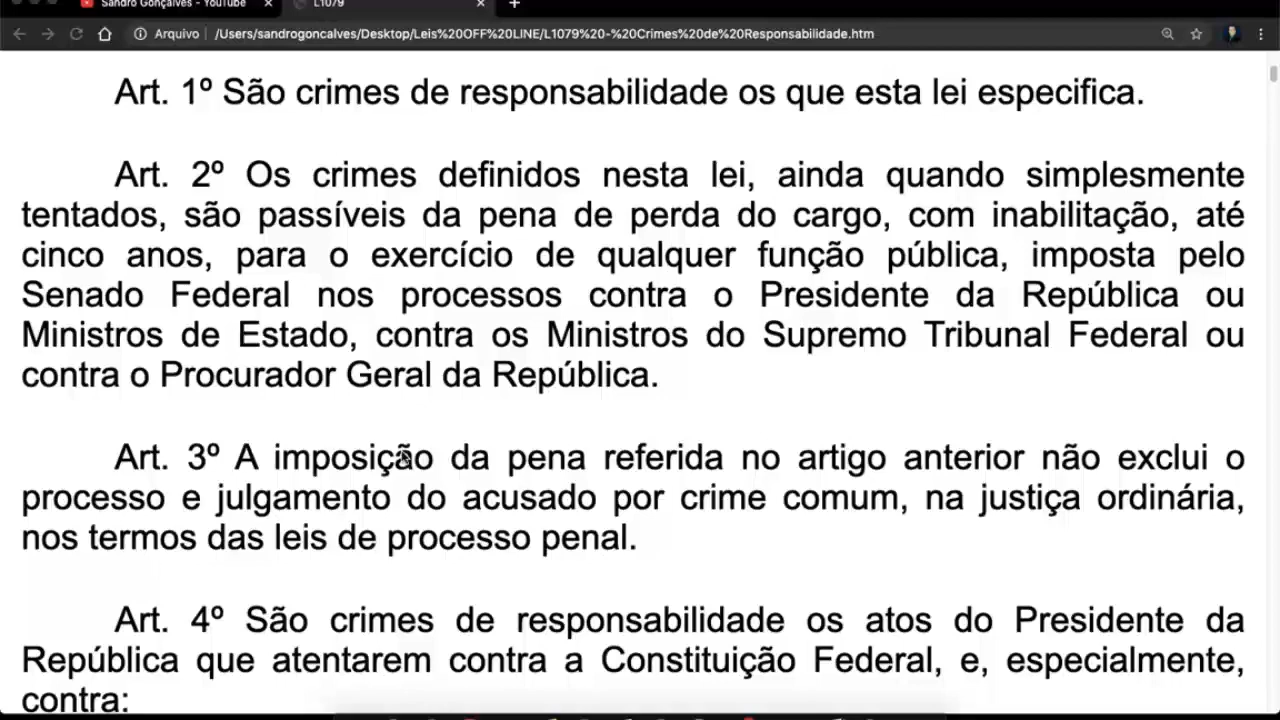 Sandro Gonçalves - YouTube
L1079
Arquivo
/Users/sandrogoncalves/Desktop/Leis%20OFF%20LINE/L1079%20-%20Crimes%20de%20Responsabilidade.htm
Art. 1º São crimes de responsabilidade os que esta lei especifica.
Art. 2º Os crimes definidos nesta lei, ainda quando simplesmente
tentados, são passíveis da pena de perda do cargo, com inabilitação, até
cinco anos, para o exercício de qualquer função pública, imposta pelo
Senado Federal nos processos contra o Presidente da República ou
Ministros de Estado, contra os Ministros do Supremo Tribunal Federal ou
contra o Procurador Geral da República.
Art. 3º A imposição da pena referida no artigo anterior não exclui o
processo e julgamento do acusado por crime comum, na justiça ordinária,
nos termos das leis de processo penal.
Art. 4º São crimes de responsabilidade os atos do Presidente da
República que atentarem contra a Constituição Federal, e, especialmente,
contra: